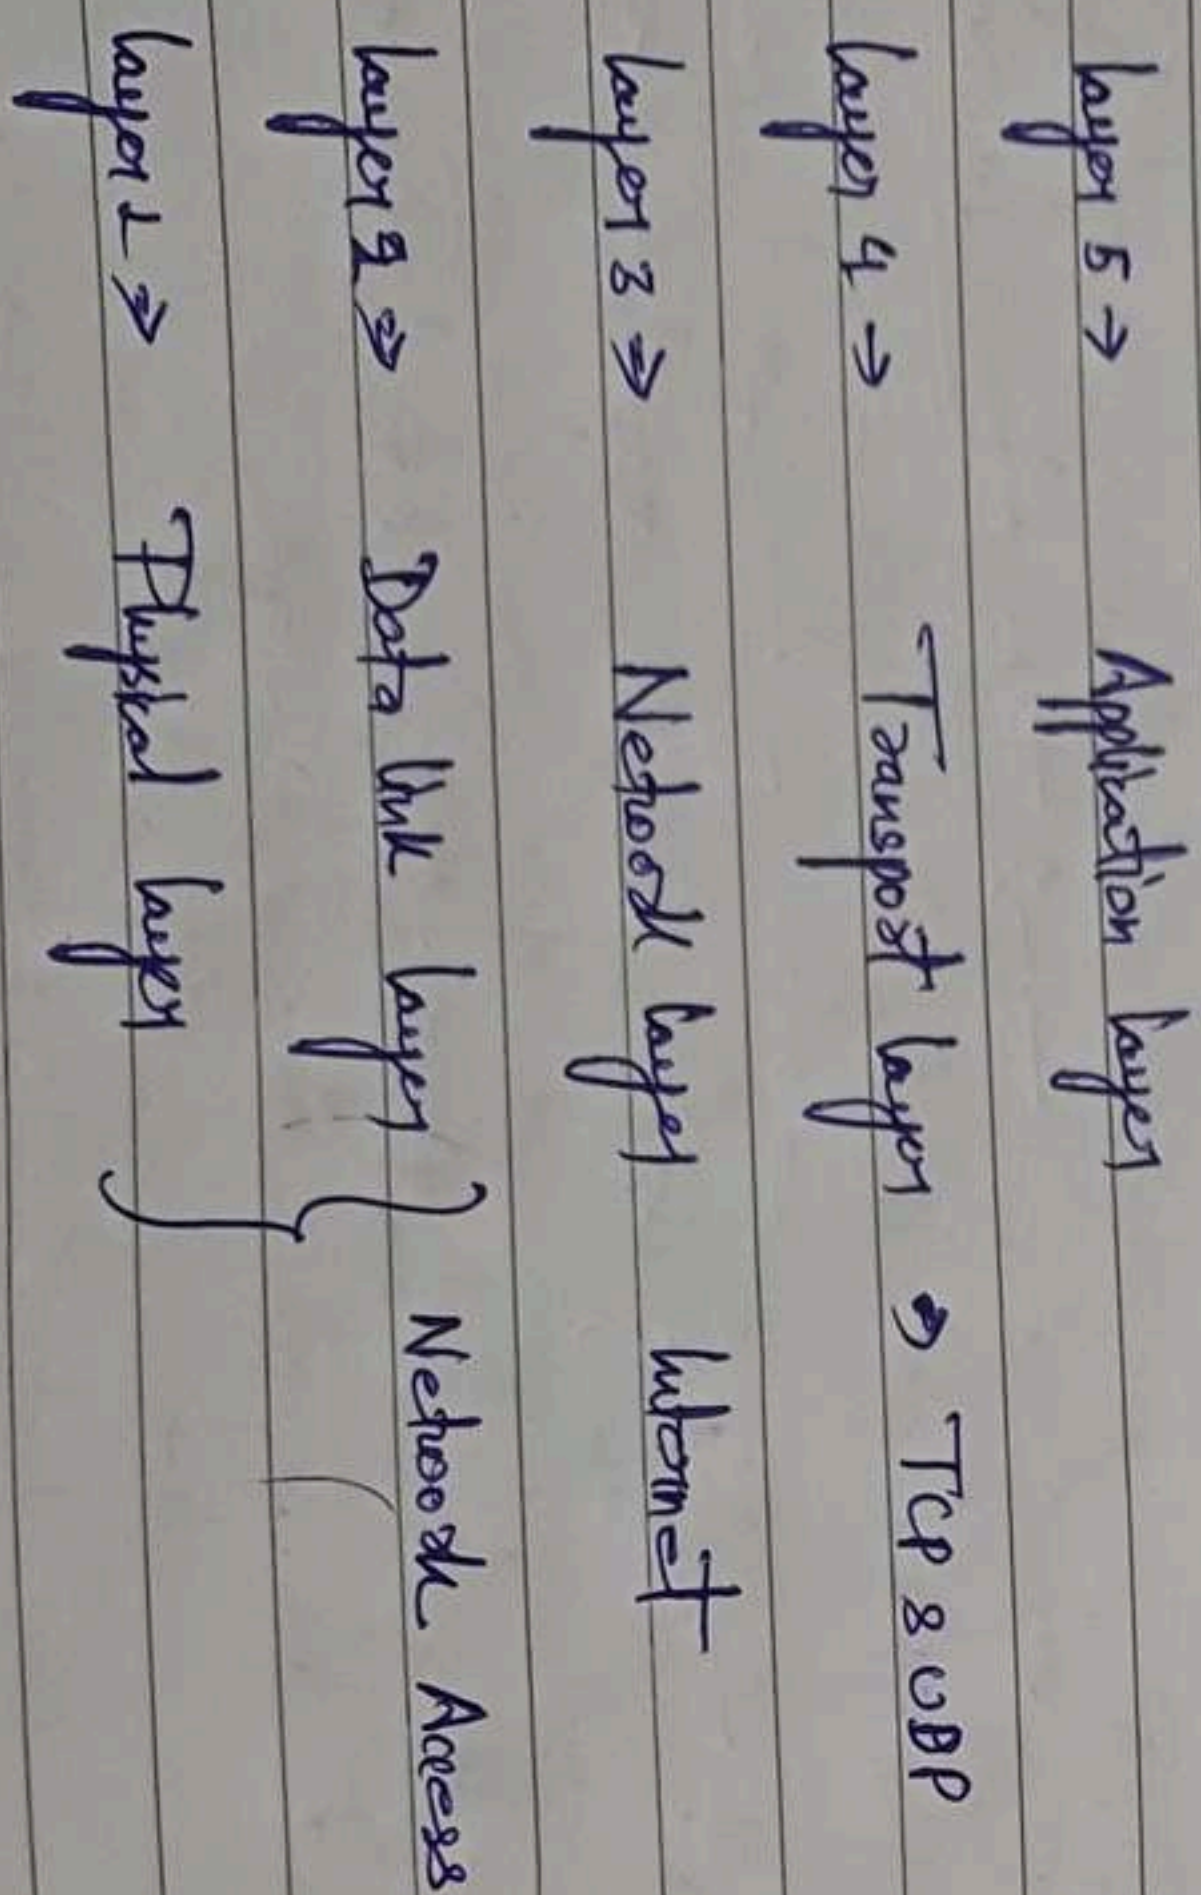 Layer 5 → Application Layer
Layer 4 → Transport Layer → TCP & UDP
Layer 3 ⇒ Network Layer Internet
Layer 2 ⇒ Data link Layer } Network Access
Layer 1 ⇒ Physical Layer